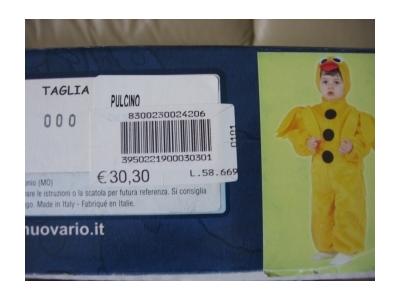 TAGLIA
000
PULCINO
8300230024206
0101
3950221900030301
€ 30,30
L.58.669
nio (MO)
are le istruzioni o la scatola per futura referenza. Si consiglia
go. Made in Italy - Fabriqué en Italie.
nuovario.it